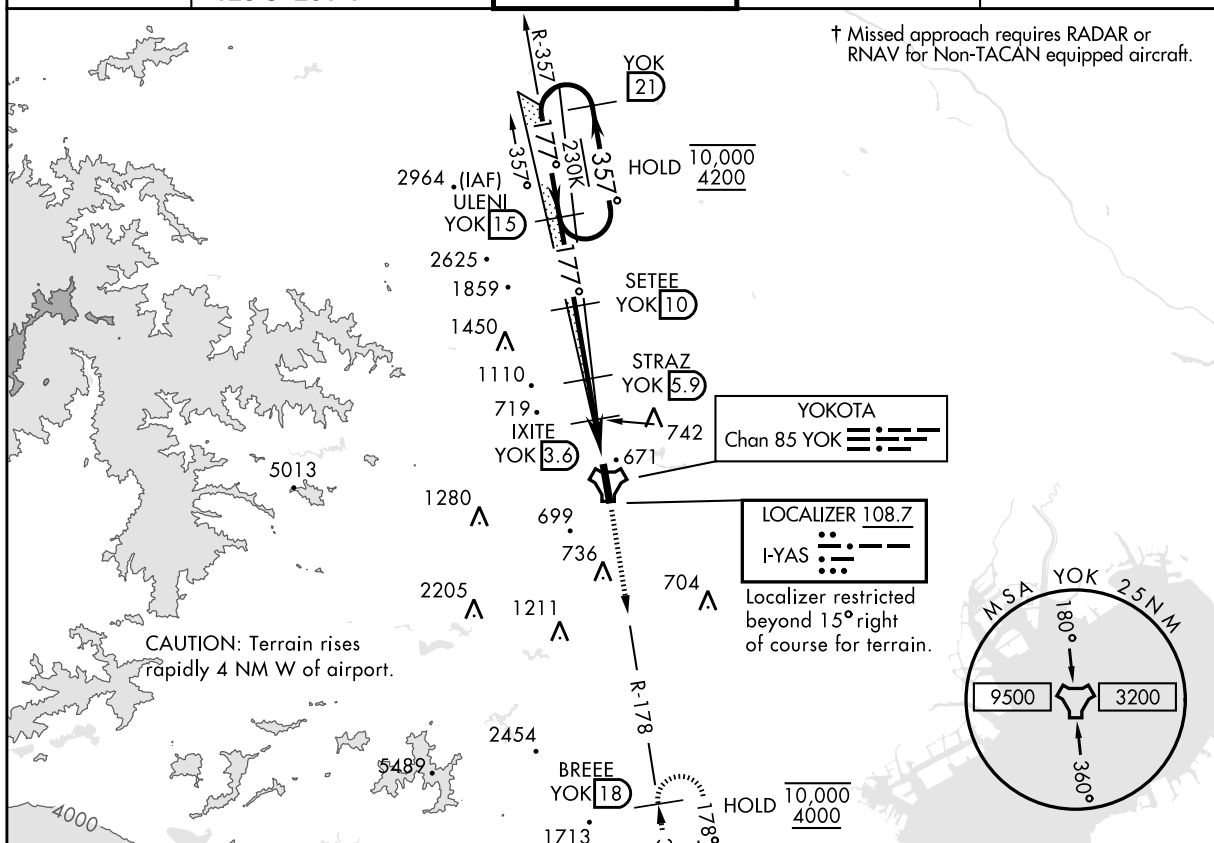 † Missed approach requires RADAR or
RNAV for Non-TACAN equipped aircraft.
R-357
YOK
21
177°
357°
230K
357°
HOLD
10,000
4200
2964
(IAF)
ULENI
YOK 15
177°
2625
1859
SETEE
YOK 10
1450
STRAZ
YOK 5.9
1110
719
IXITE
YOK 3.6
742
671
YOKOTA
Chan 85 YOK
5013
1280
699
736
LOCALIZER 108.7
I-YAS
Localizer restricted
beyond 15° right
of course for terrain.
704
2205
1211
CAUTION: Terrain rises
rapidly 4 NM W of airport.
R-178
MSA YOK 25NM
180°
9500
3200
360°
2454
5489
BREEE
YOK 18
HOLD
10,000
4000
178°
4000
1713